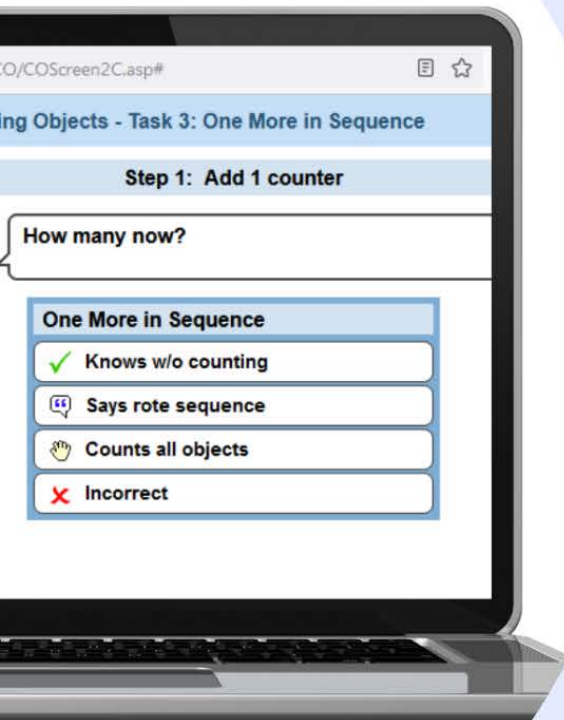 CO/COScreen2C.asp#
ing Objects - Task 3: One More in Sequence
Step 1: Add 1 counter
How many now?
One More in Sequence
Knows w/o counting
Says rote sequence
Counts all objects
Incorrect